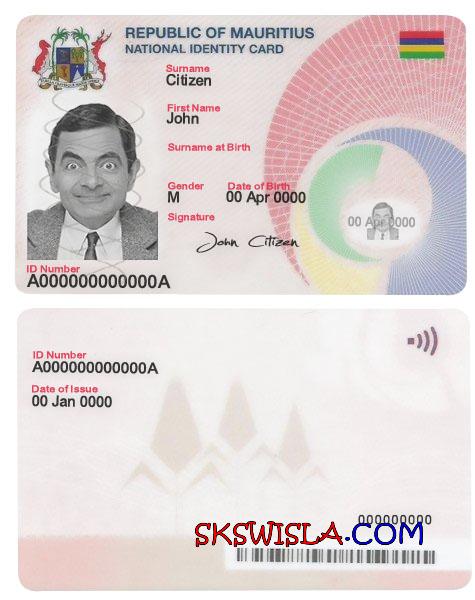 REPUBLIC OF MAURITIUS
NATIONAL IDENTITY CARD
Surname
Citizen
First Name
John
Surname at Birth
Gender Date of Birth
M 00 Apr 0000
00 Apr 0000
Signature
John Citizen
ID Number
A000000000000A
ID Number
A000000000000A
Date of Issue
00 Jan 0000
000000000
SKSWISLA.COM